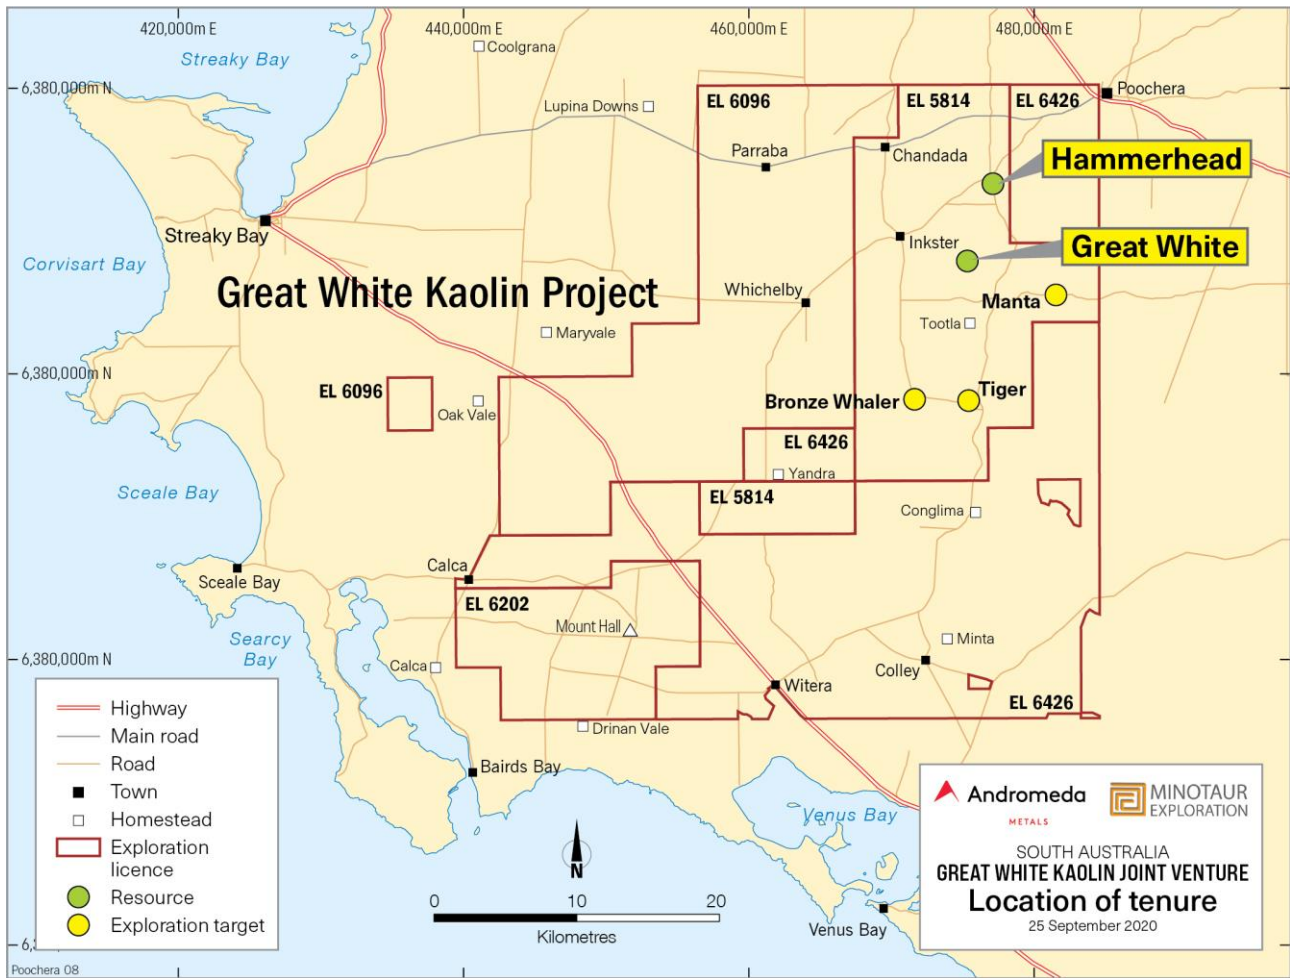 420,000m E
440,000m E
460,000m E
480,000m E
Streaky Bay
Coolgrana
6,380,000m N
Lupina Downs
EL 6096
EL 5814
EL 6426
Poochera
Parraba
Chandada
Hammerhead
Streaky Bay
Inkster
Great White
Corvisart Bay
Great White Kaolin Project
Whichelby
Manta
Maryvale
Tootla
6,380,000m N
EL 6096
Oak Vale
Bronze Whaler
Tiger
EL 6426
Yandra
Sceale Bay
EL 5814
Conglima
Calca
Sceale Bay
EL 6202
Searcy
Bay
Mount Hall
Minta
6,380,000m N
Calca
Colley
Witera
EL 6426
Drinan Vale
Bairds Bay
Venus Bay
Venus Bay
Highway
Main road
Road
Town
Homestead
Exploration
licence
Resource
Exploration target
N
0
10
20
Kilometres
Andromeda
METALS
MINOTAUR
EXPLORATION
SOUTH AUSTRALIA
GREAT WHITE KAOLIN JOINT VENTURE
Location of tenure
25 September 2020
Poochera 08